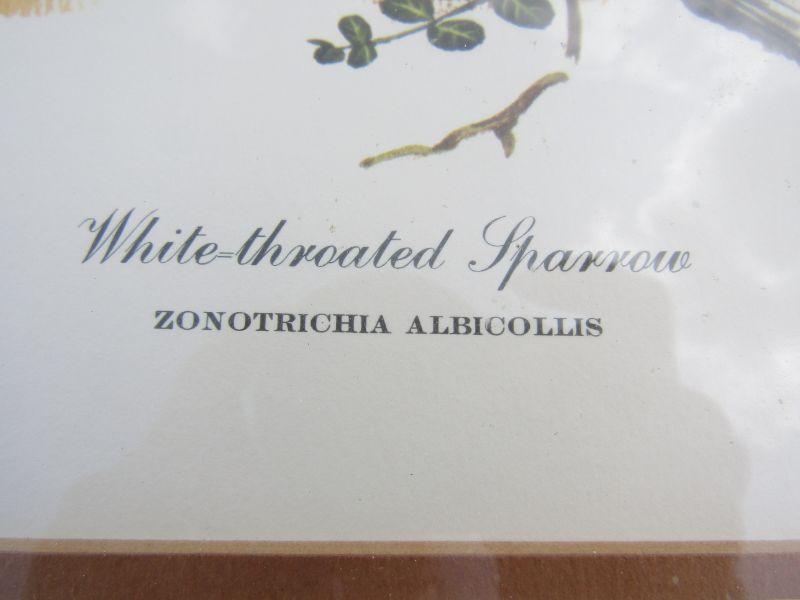 White-throated Sparrow
ZONOTRICHIA ALBICOLLIS